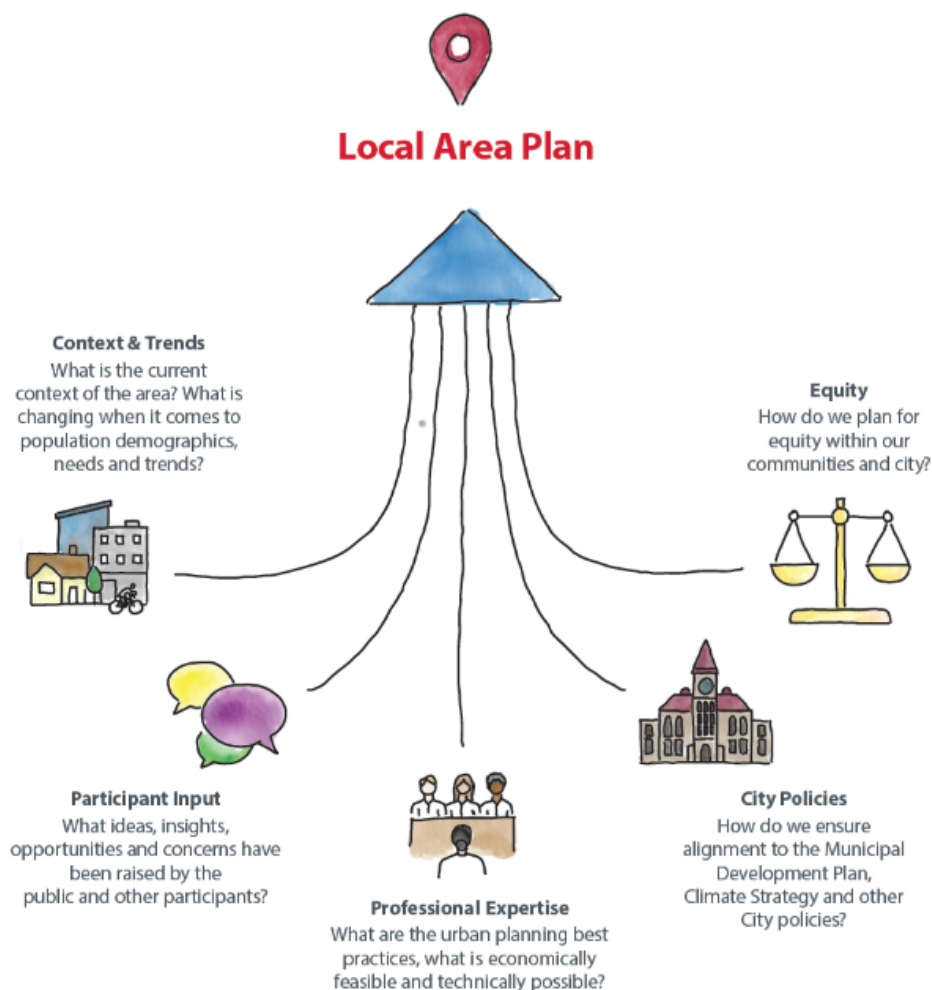 Local Area Plan
Context & Trends
What is the current
context of the area? What is
changing when it comes to
population demographics,
needs and trends?
Equity
How do we plan for
equity within our
communities and city?
Participant Input
What ideas, insights,
opportunities and concerns have
been raised by the
public and other participants?
Professional Expertise
What are the urban planning best
practices, what is economically
feasible and technically possible?
City Policies
How do we ensure
alignment to the Municipal
Development Plan,
Climate Strategy and other
City policies?